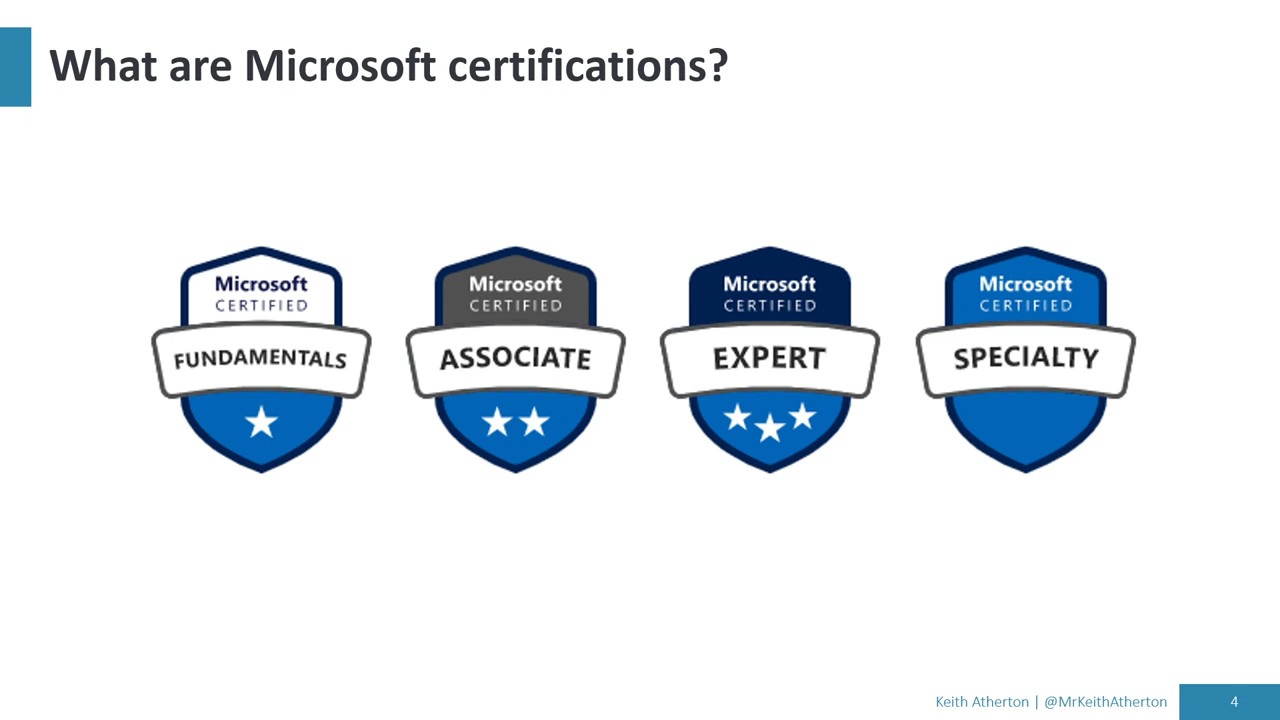 What are Microsoft certifications?
Microsoft
CERTIFIED
FUNDAMENTALS
Microsoft
CERTIFIED
ASSOCIATE
Microsoft
CERTIFIED
EXPERT
Microsoft
CERTIFIED
SPECIALTY
Keith Atherton | @MrKeithAtherton
4